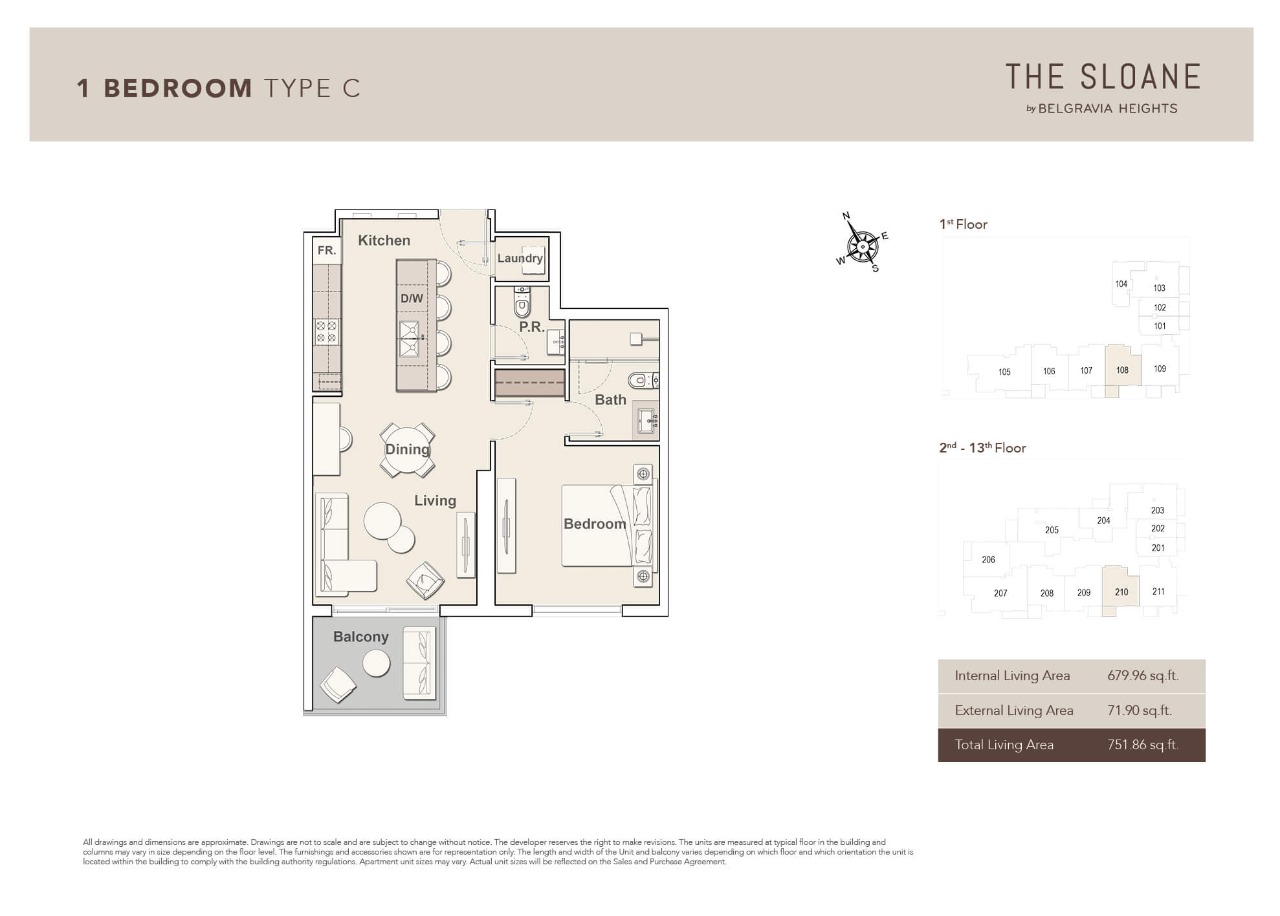 1 BEDROOM TYPE C
THE SLOANE
by BELGRAVIA HEIGHTS
FR.
Kitchen
Laundry
D/W
P.R.
Bath
Dining
Living
Bedroom
Balcony
N
E
W
S
1st Floor
104
103
102
101
105
106
107
108
109
2nd - 13th Floor
203
204
205
202
201
206
207
208
209
210
211
Internal Living Area 679.96 sq.ft.
External Living Area 71.90 sq.ft.
Total Living Area 751.86 sq.ft.
All drawings and dimensions are approximate. Drawings are not to scale and are subject to change without notice. The developer reserves the right to make revisions. The units are measured at typical floor in the building and
columns may vary in size depending on the floor level. The furnishings and accessories shown are for representation only. The length and width of the Unit and balcony varies depending on which floor and which orientation the unit is
located within the building to comply with the building authority regulations. Apartment unit sizes may vary. Actual unit sizes will be reflected on the Sales and Purchase Agreement.